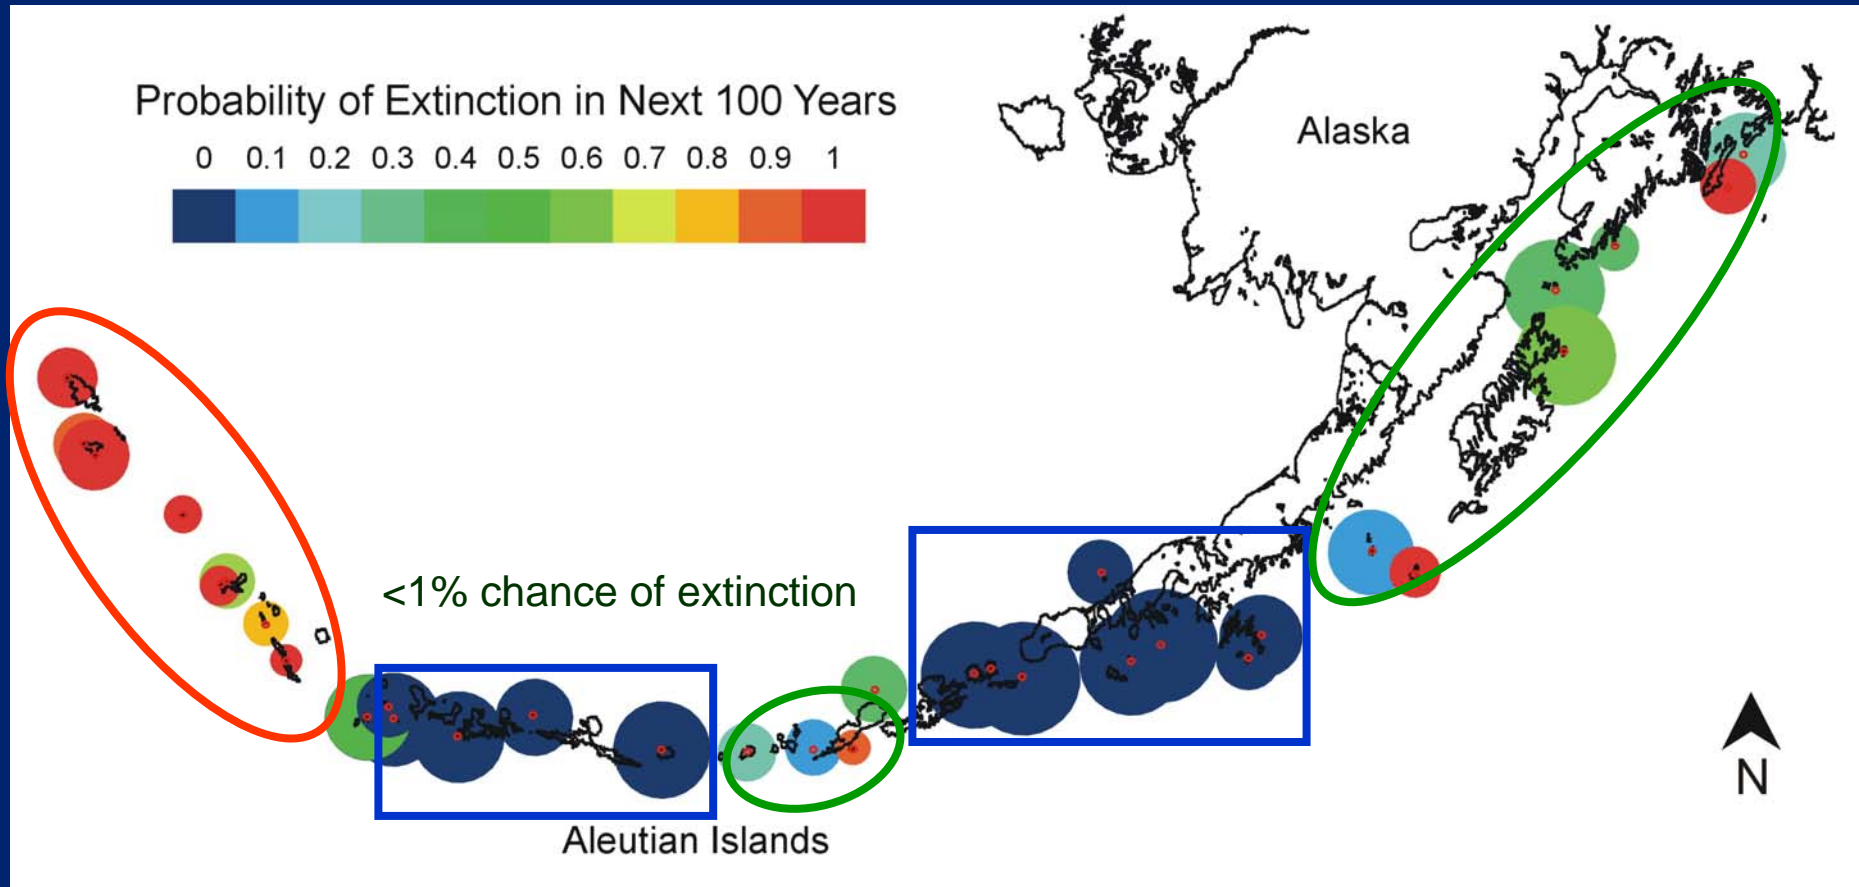 Probability of Extinction in Next 100 Years
0 0.1 0.2 0.3 0.4 0.5 0.6 0.7 0.8 0.9 1
Alaska
<1% chance of extinction
N
Aleutian Islands